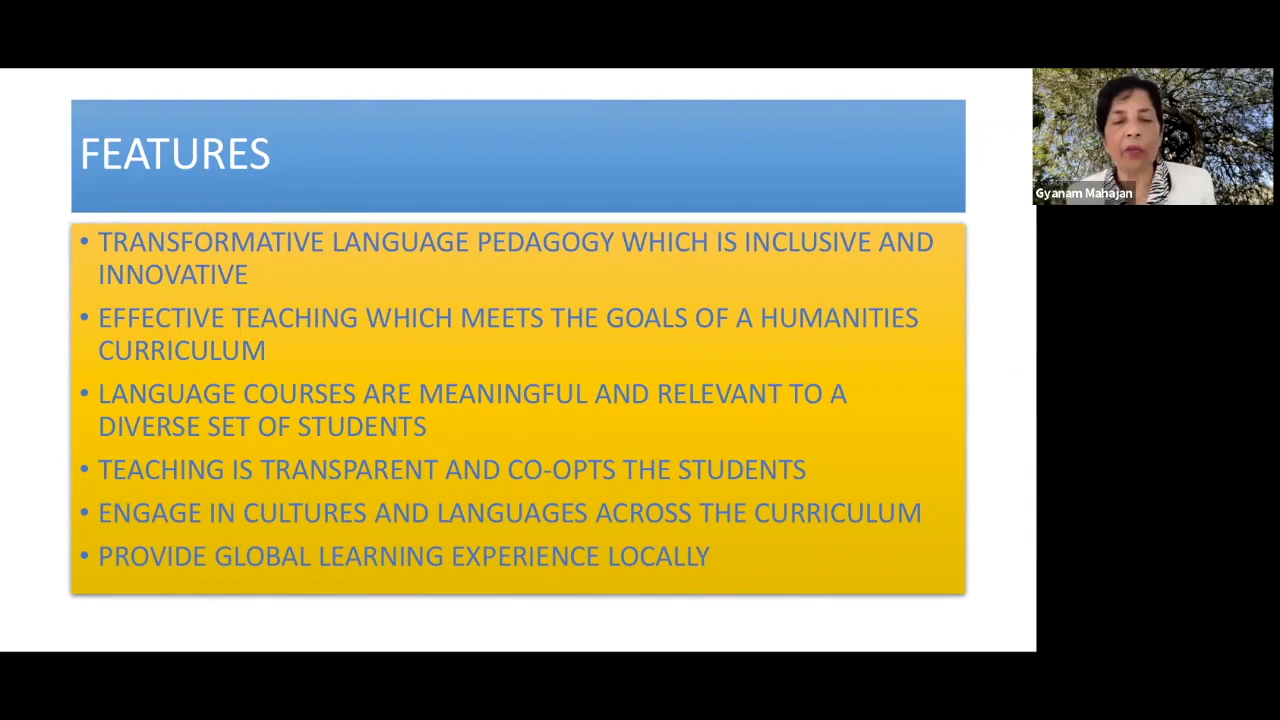 FEATURES
• TRANSFORMATIVE LANGUAGE PEDAGOGY WHICH IS INCLUSIVE AND
INNOVATIVE
• EFFECTIVE TEACHING WHICH MEETS THE GOALS OF A HUMANITIES
CURRICULUM
• LANGUAGE COURSES ARE MEANINGFUL AND RELEVANT TO A
DIVERSE SET OF STUDENTS
• TEACHING IS TRANSPARENT AND CO-OPTS THE STUDENTS
• ENGAGE IN CULTURES AND LANGUAGES ACROSS THE CURRICULUM
• PROVIDE GLOBAL LEARNING EXPERIENCE LOCALLY
Gyanam Mahajan